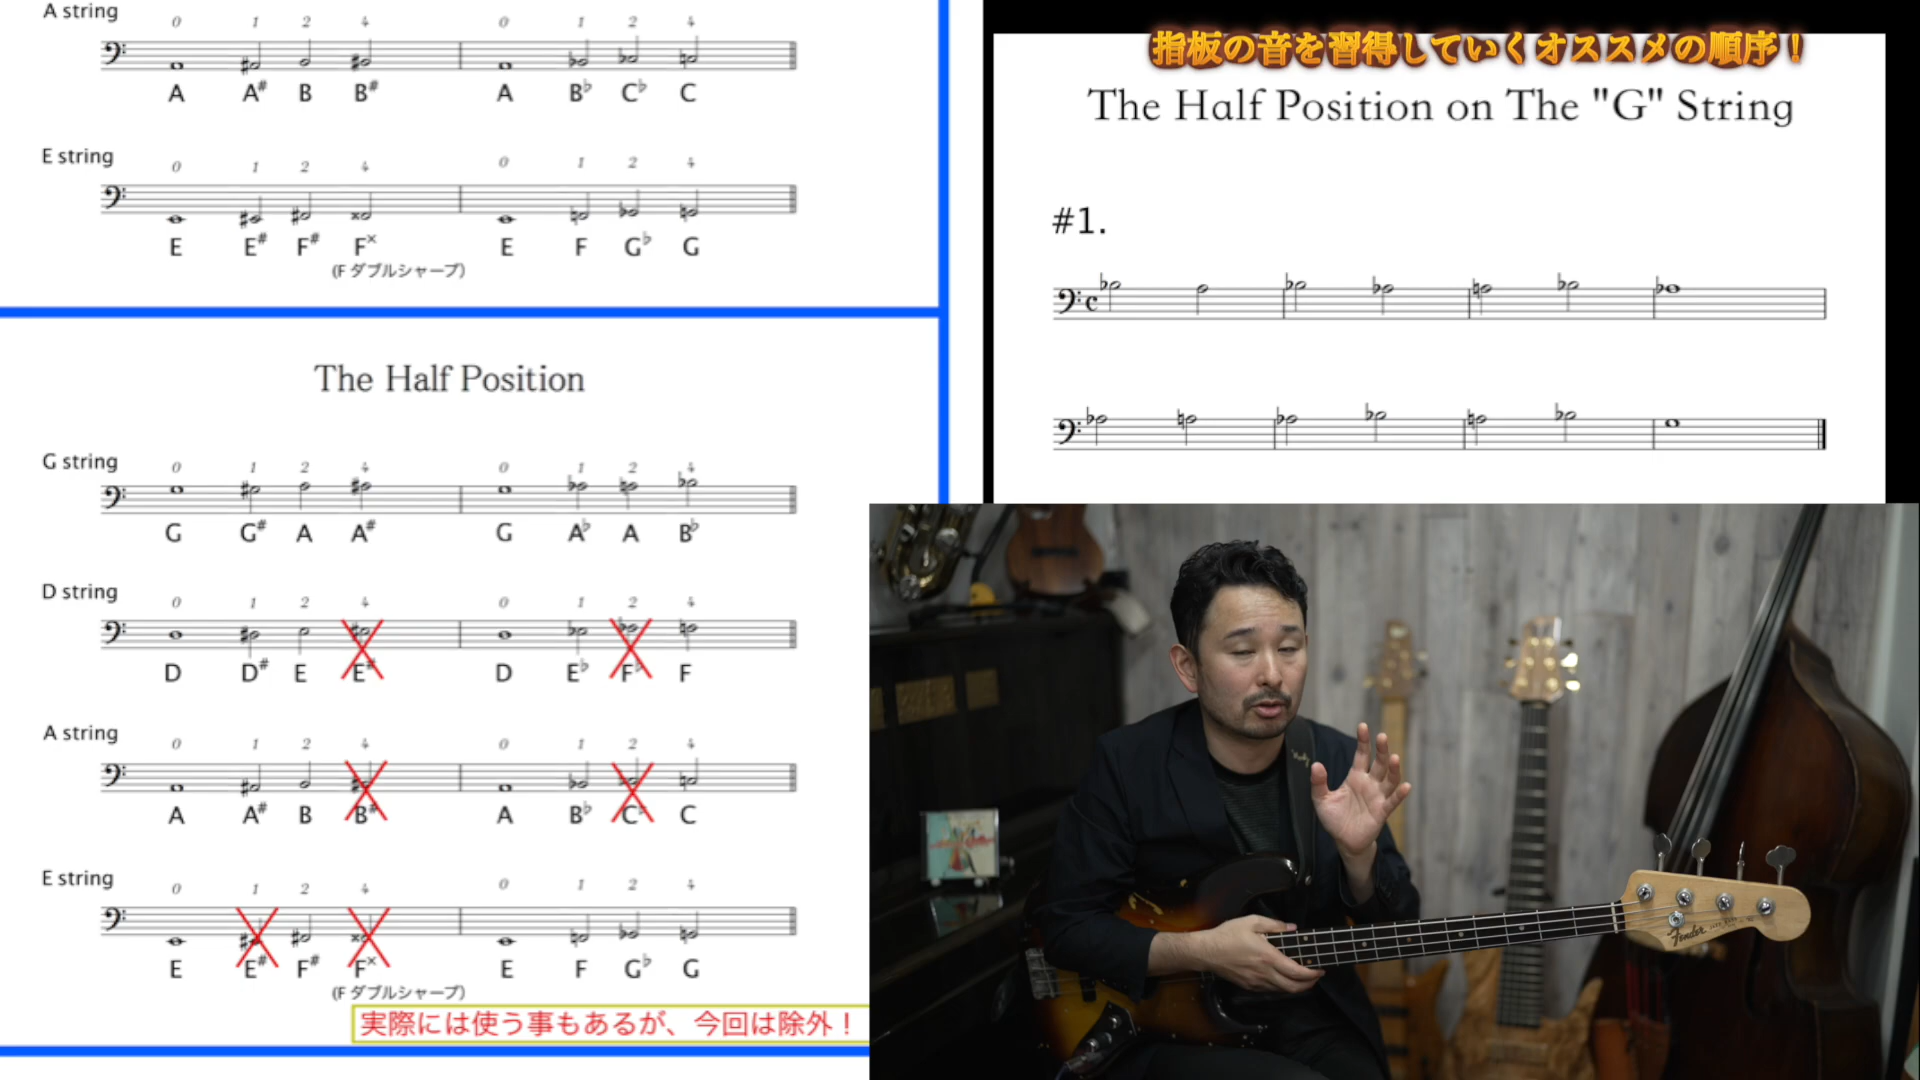 A string
0 1 2 4 0 1 2 4
A A# B B# A B♭ C♭ C
E string
0 1 2 4 0 1 2 4
E E# F# F× E F G♭ G
(F ダブルシャープ)
The Half Position
G string
0 1 2 4 0 1 2 4
G G# A A# G A♭ A B♭
D string
0 1 2 4 0 1 2 4
D D# E E# D E♭ F♭ F
A string
0 1 2 4 0 1 2 4
A A# B B# A B♭ C♭ C
E string
0 1 2 4 0 1 2 4
E E# F# F× E F G♭ G
(F ダブルシャープ)
実際には使う事もあるが、今回は除外！
指板の音を習得していくオススメの順序！
The Half Position on The "G" String
#1.
Fender